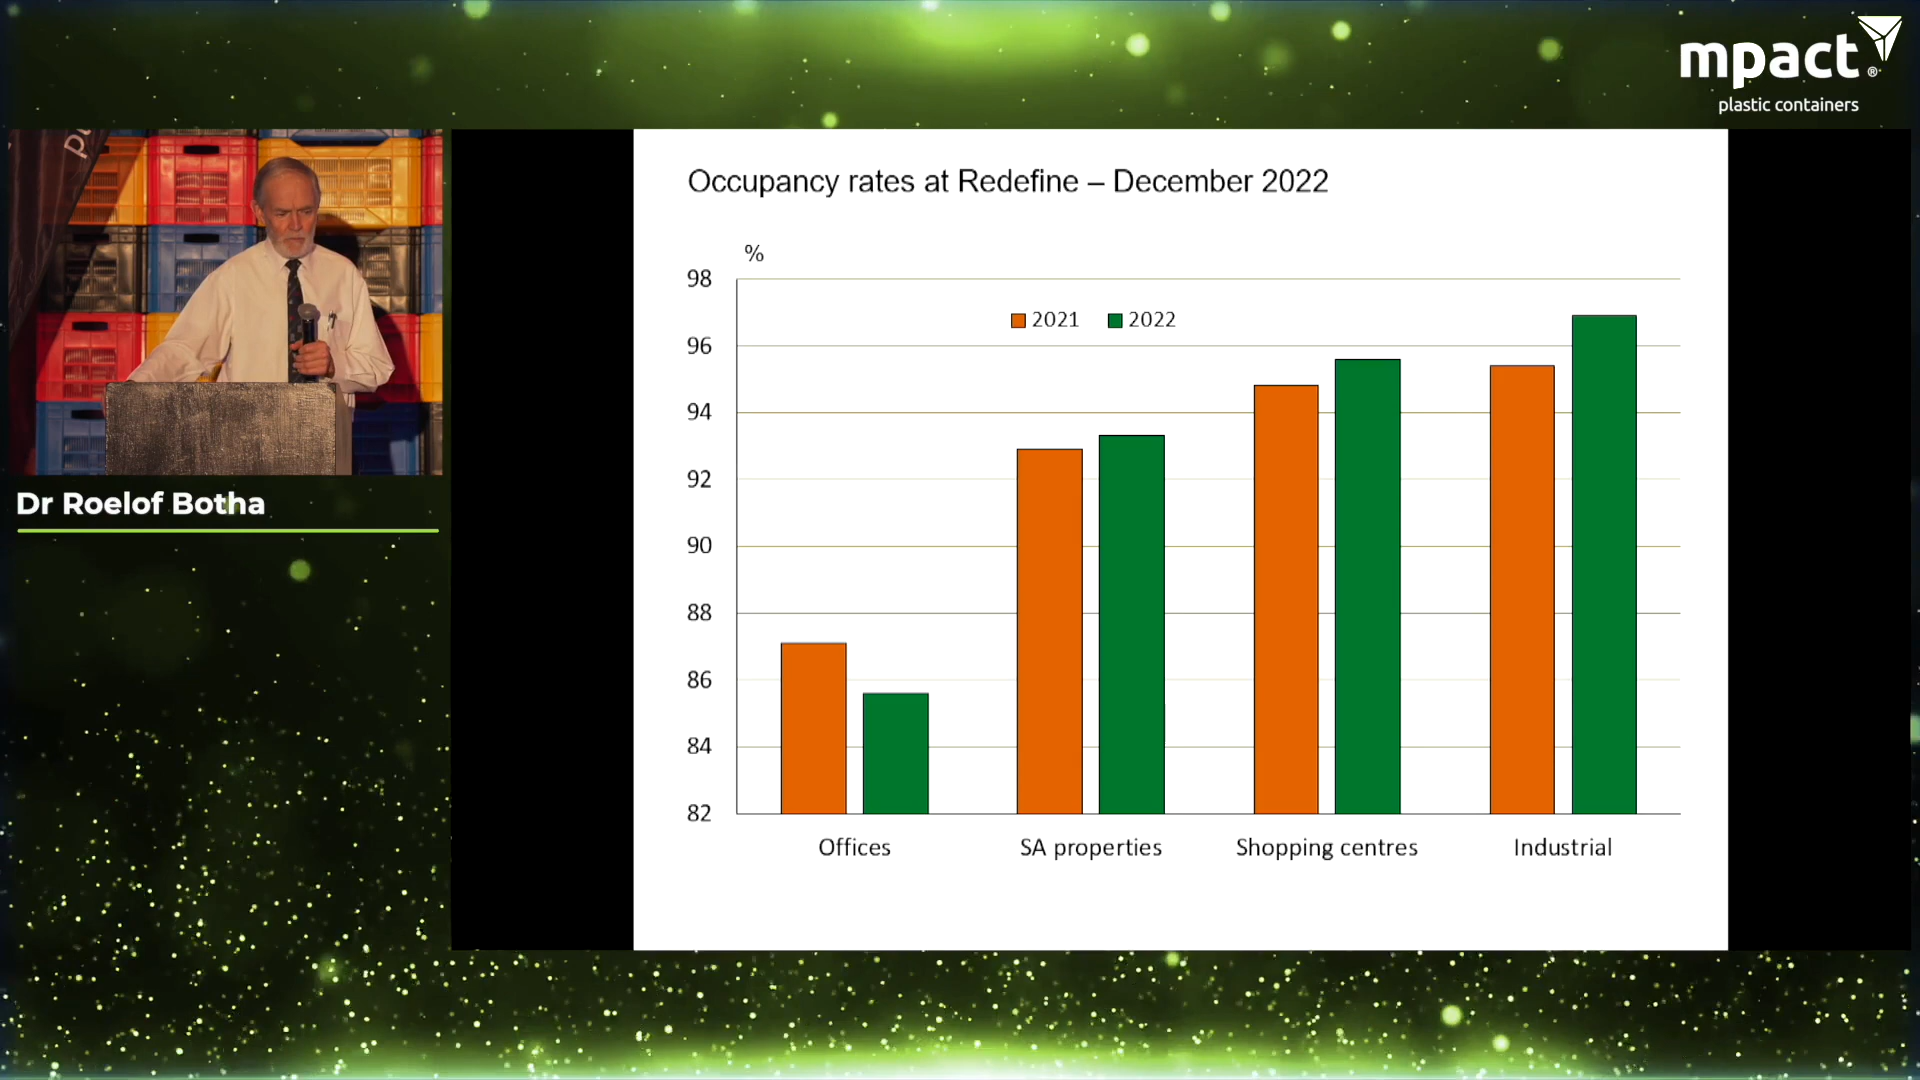 mpact
®
plastic containers
Dr Roelof Botha
Occupancy rates at Redefine – December 2022
%
2021 2022
98
96
94
92
90
88
86
84
82
Offices SA properties Shopping centres Industrial